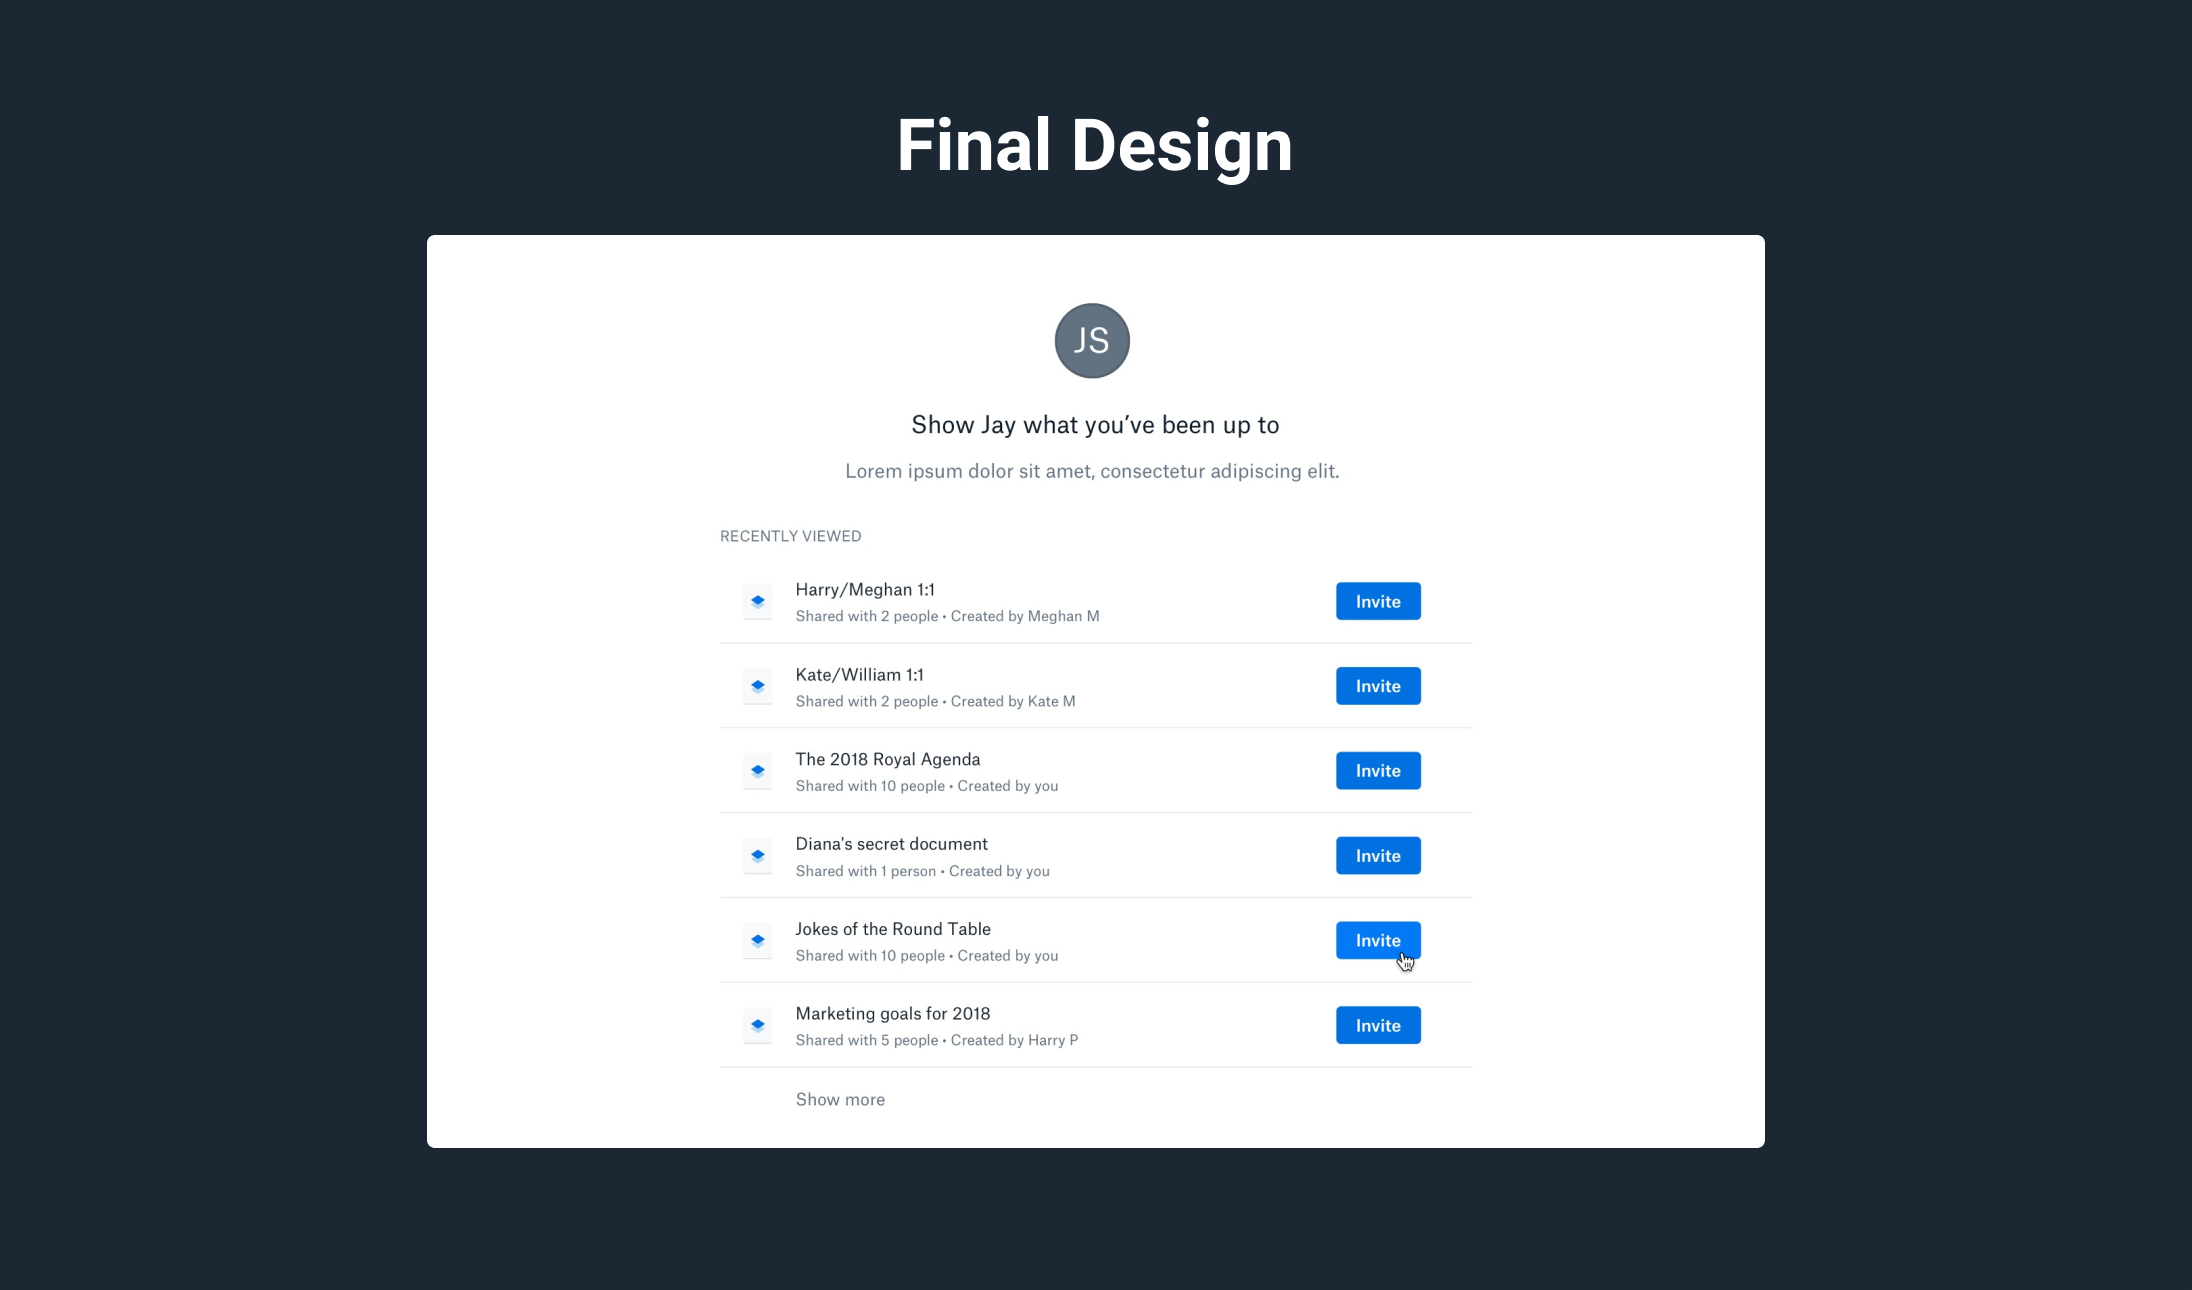 Final Design
JS
Show Jay what you’ve been up to
Lorem ipsum dolor sit amet, consectetur adipiscing elit.
RECENTLY VIEWED
Harry/Meghan 1:1
Shared with 2 people • Created by Meghan M
Invite
Kate/William 1:1
Shared with 2 people • Created by Kate M
Invite
The 2018 Royal Agenda
Shared with 10 people • Created by you
Invite
Diana's secret document
Shared with 1 person • Created by you
Invite
Jokes of the Round Table
Shared with 10 people • Created by you
Invite
Marketing goals for 2018
Shared with 5 people • Created by Harry P
Invite
Show more